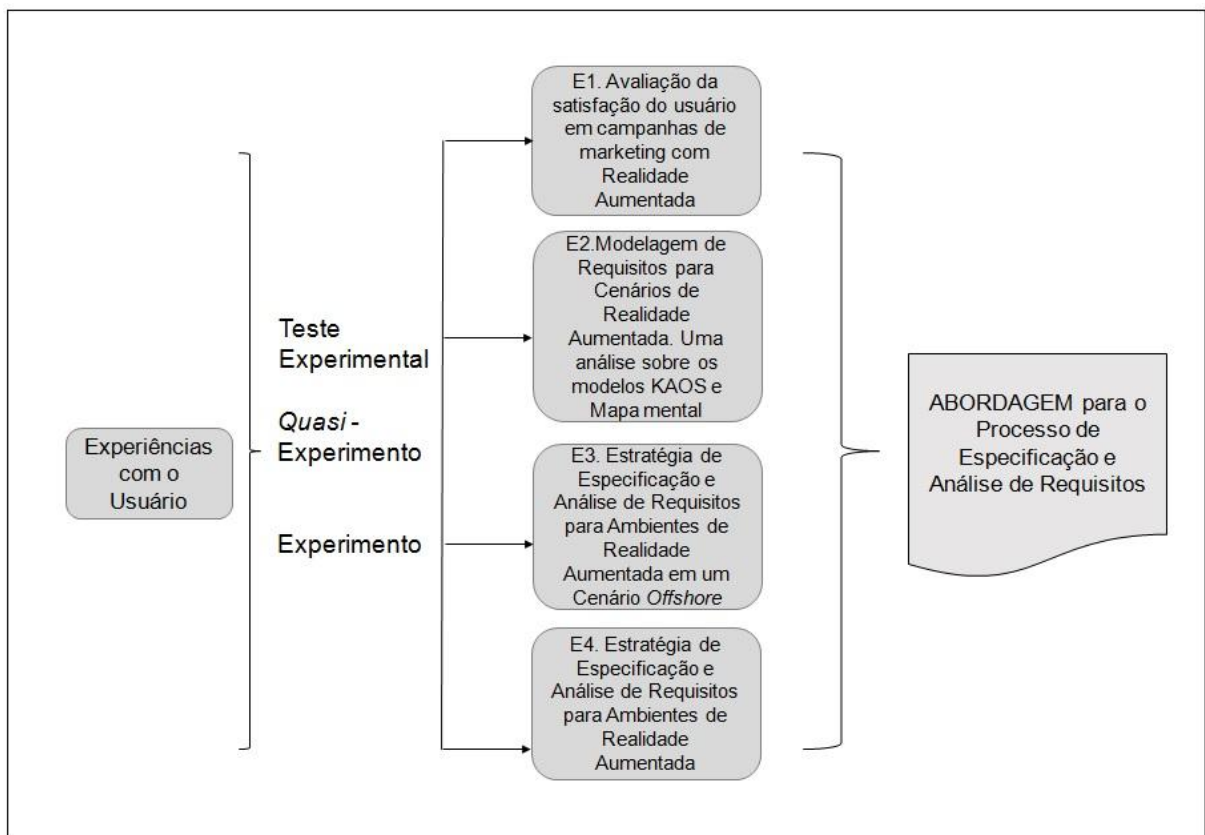 Experiências
com o
Usuário
Teste
Experimental
Quasi -
Experimento
Experimento
E1. Avaliação da
satisfação do usuário
em campanhas de
marketing com
Realidade
Aumentada
E2.Modelagem de
Requisitos para
Cenários de
Realidade
Aumentada. Uma
análise sobre os
modelos KAOS e
Mapa mental
E3. Estratégia de
Especificação e
Análise de Requisitos
para Ambientes de
Realidade
Aumentada em um
Cenário Offshore
E4. Estratégia de
Especificação e
Análise de Requisitos
para Ambientes de
Realidade
Aumentada
ABORDAGEM para o
Processo de
Especificação e
Análise de Requisitos